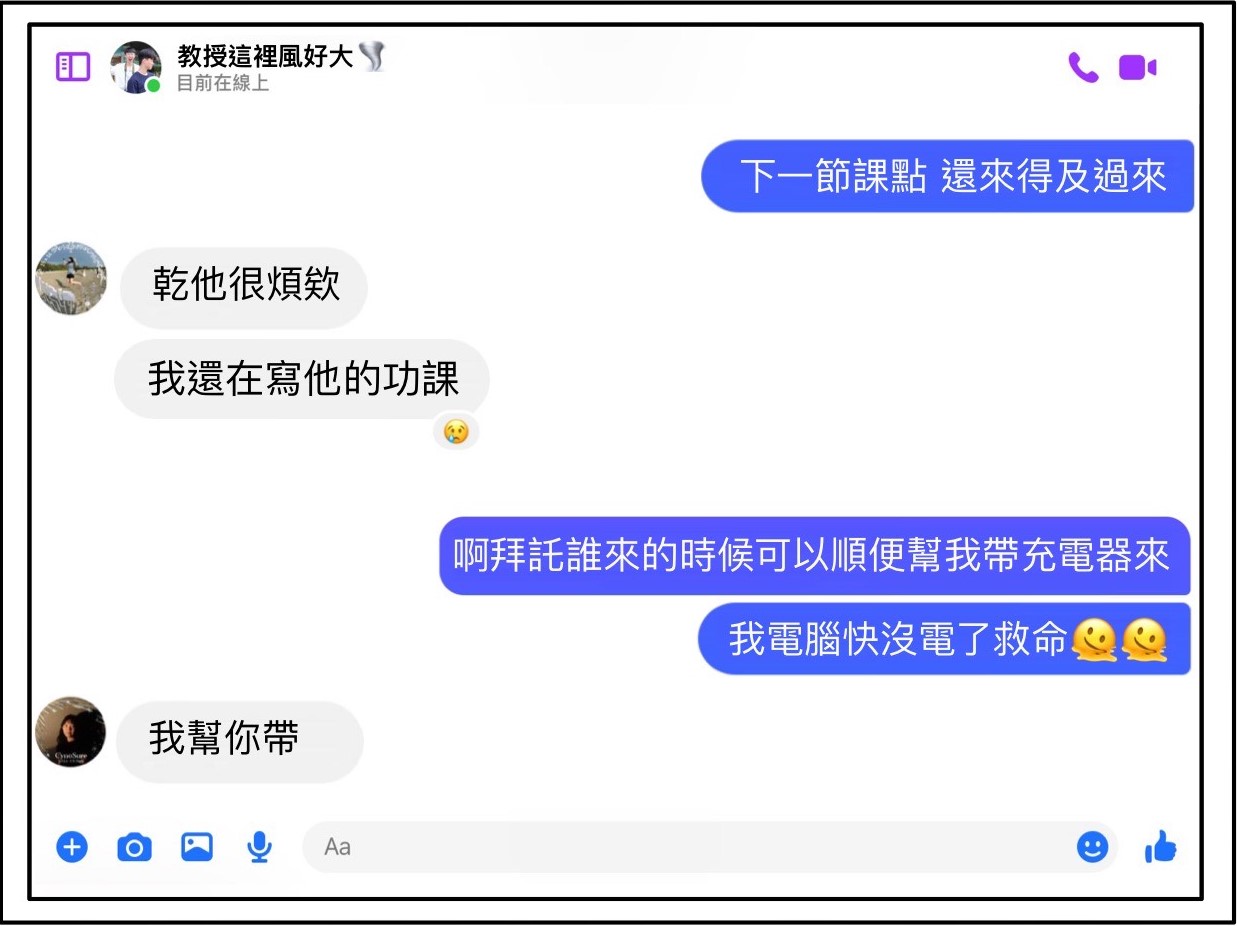 教授這裡風好大🌪️
目前在線上
下一節課點 還來得及過來
乾他很煩欸
我還在寫他的功課
😢
啊拜託誰來的時候可以順便幫我帶充電器來
我電腦快沒電了救命🫠🫠
我幫你帶
Aa